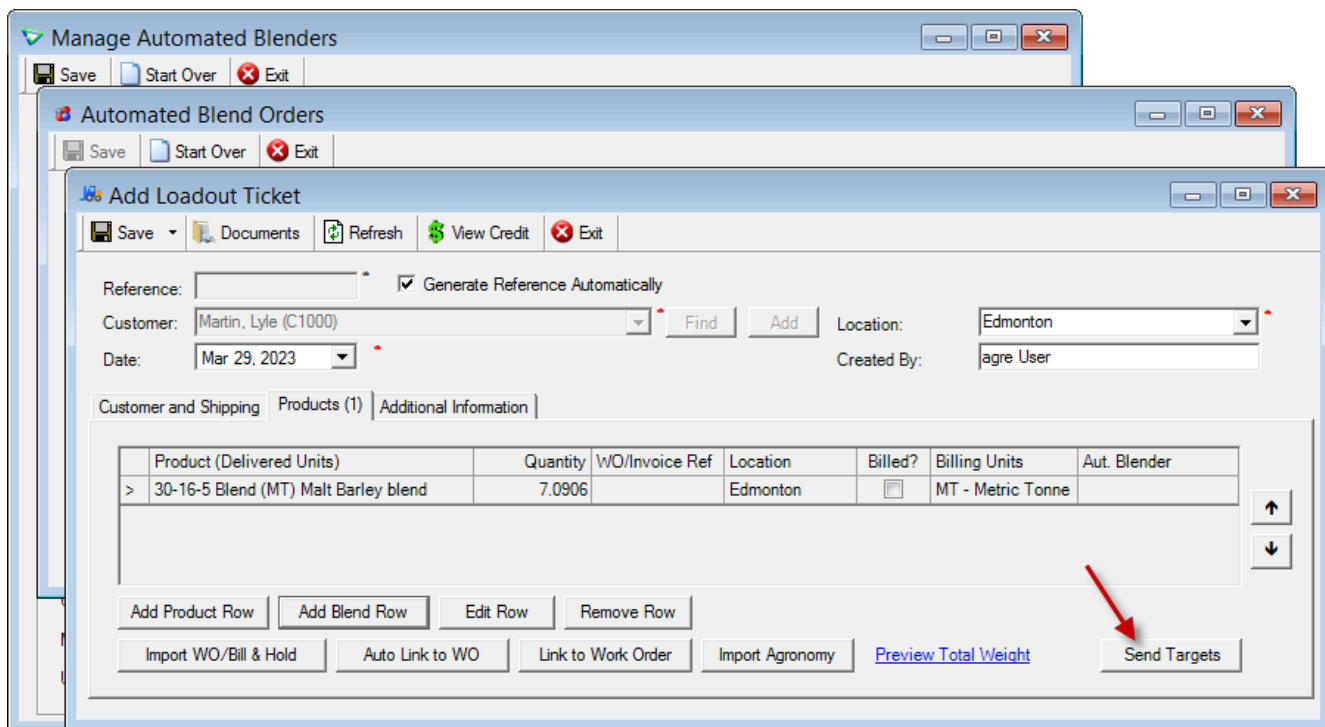 Manage Automated Blenders
Save Start Over Exit
Automated Blend Orders
Save Start Over Exit
Add Loadout Ticket
Save Documents Refresh View Credit Exit
Reference: * Generate Reference Automatically
Customer: Martin, Lyle (C1000) * Find Add Location: Edmonton *
Date: Mar 29, 2023 * Created By: agre User
Customer and Shipping Products (1) Additional Information
Product (Delivered Units) Quantity WO/Invoice Ref Location Billed? Billing Units Aut. Blender
> 30-16-5 Blend (MT) Malt Barley blend 7.0906 Edmonton MT - Metric Tonne
Add Product Row Add Blend Row Edit Row Remove Row
Import WO/Bill & Hold Auto Link to WO Link to Work Order Import Agronomy Preview Total Weight Send Targets